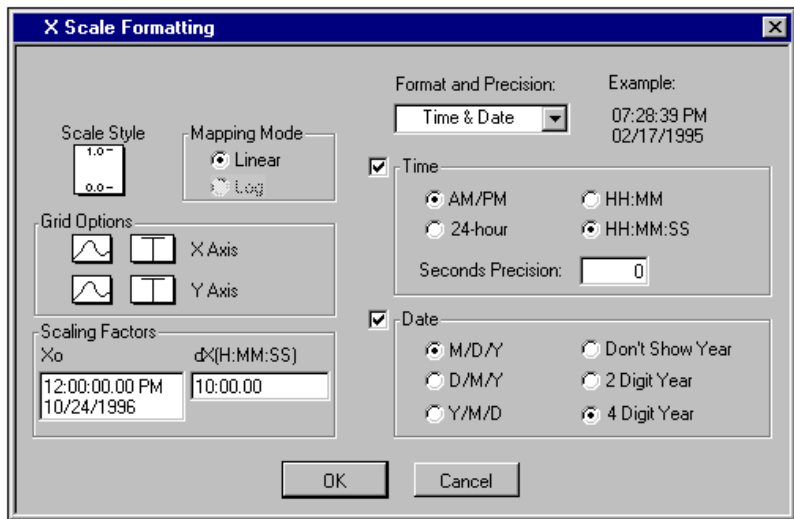 X Scale Formatting
Format and Precision:
Example:
Time & Date
07:28:39 PM
02/17/1995
Scale Style
1.0
0.0
Mapping Mode
Linear
Log
Grid Options
X Axis
Y Axis
Scaling Factors
Xo
dX(H:MM:SS)
12:00:00.00 PM
10/24/1996
10:00.00
Time
AM/PM
HH:MM
24-hour
HH:MM:SS
Seconds Precision:
0
Date
M/D/Y
Don't Show Year
D/M/Y
2 Digit Year
Y/M/D
4 Digit Year
OK
Cancel